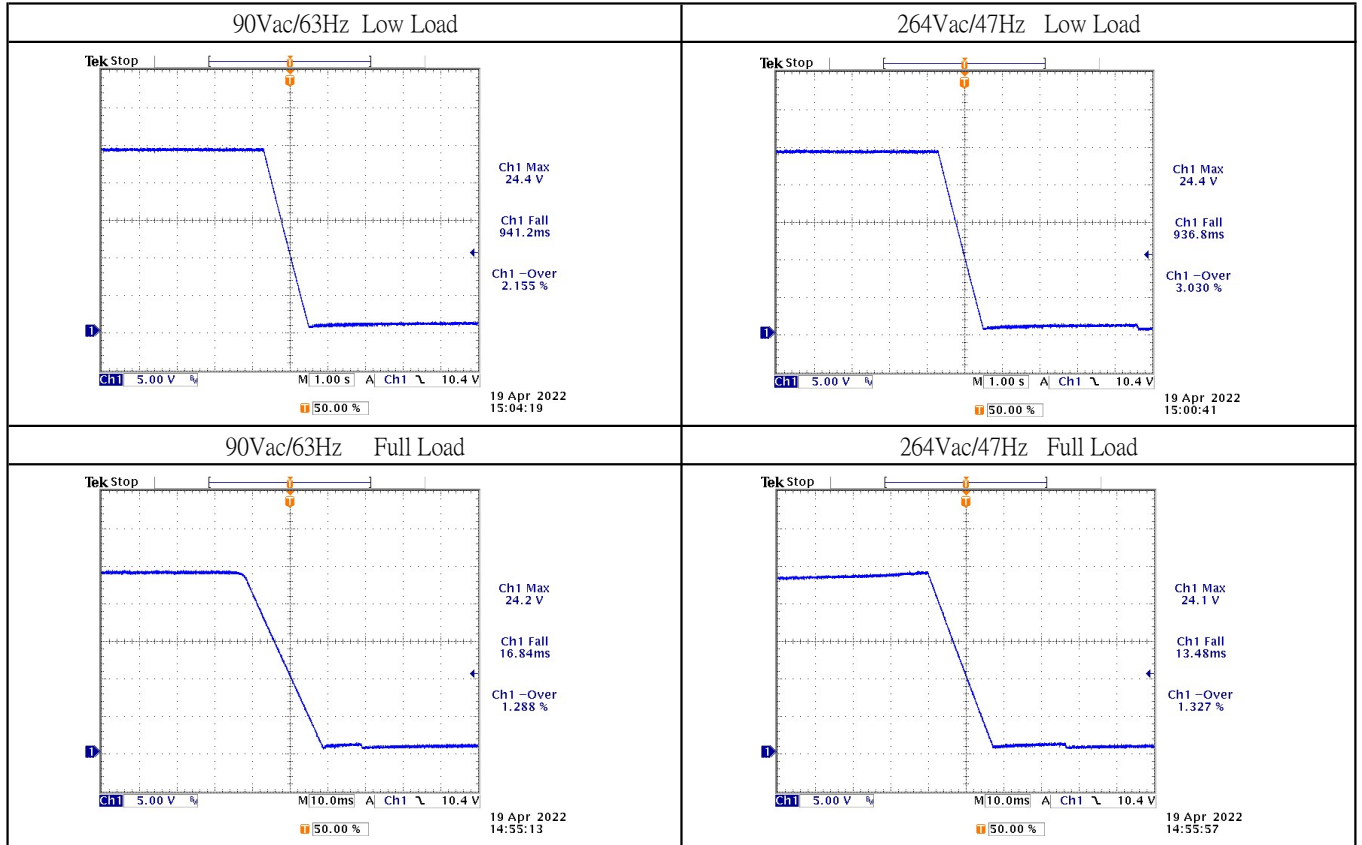 90Vac/63Hz Low Load
Tek Stop
T
T
Ch1 Max
24.4 V
Ch1 Fall
941.2ms
Ch1 –Over
2.155 %
1
Ch1 5.00 V M 1.00 s A Ch1 10.4 V
19 Apr 2022
15:04:19
T 50.00 %
264Vac/47Hz Low Load
Tek Stop
T
T
Ch1 Max
24.4 V
Ch1 Fall
936.8ms
Ch1 –Over
3.030 %
1
Ch1 5.00 V M 1.00 s A Ch1 10.4 V
19 Apr 2022
15:00:41
T 50.00 %
90Vac/63Hz Full Load
Tek Stop
T
T
Ch1 Max
24.2 V
Ch1 Fall
16.84ms
Ch1 –Over
1.288 %
1
Ch1 5.00 V M 10.0ms A Ch1 10.4 V
19 Apr 2022
14:55:13
T 50.00 %
264Vac/47Hz Full Load
Tek Stop
T
T
Ch1 Max
24.1 V
Ch1 Fall
13.48ms
Ch1 –Over
1.327 %
1
Ch1 5.00 V M 10.0ms A Ch1 10.4 V
19 Apr 2022
14:55:57
T 50.00 %